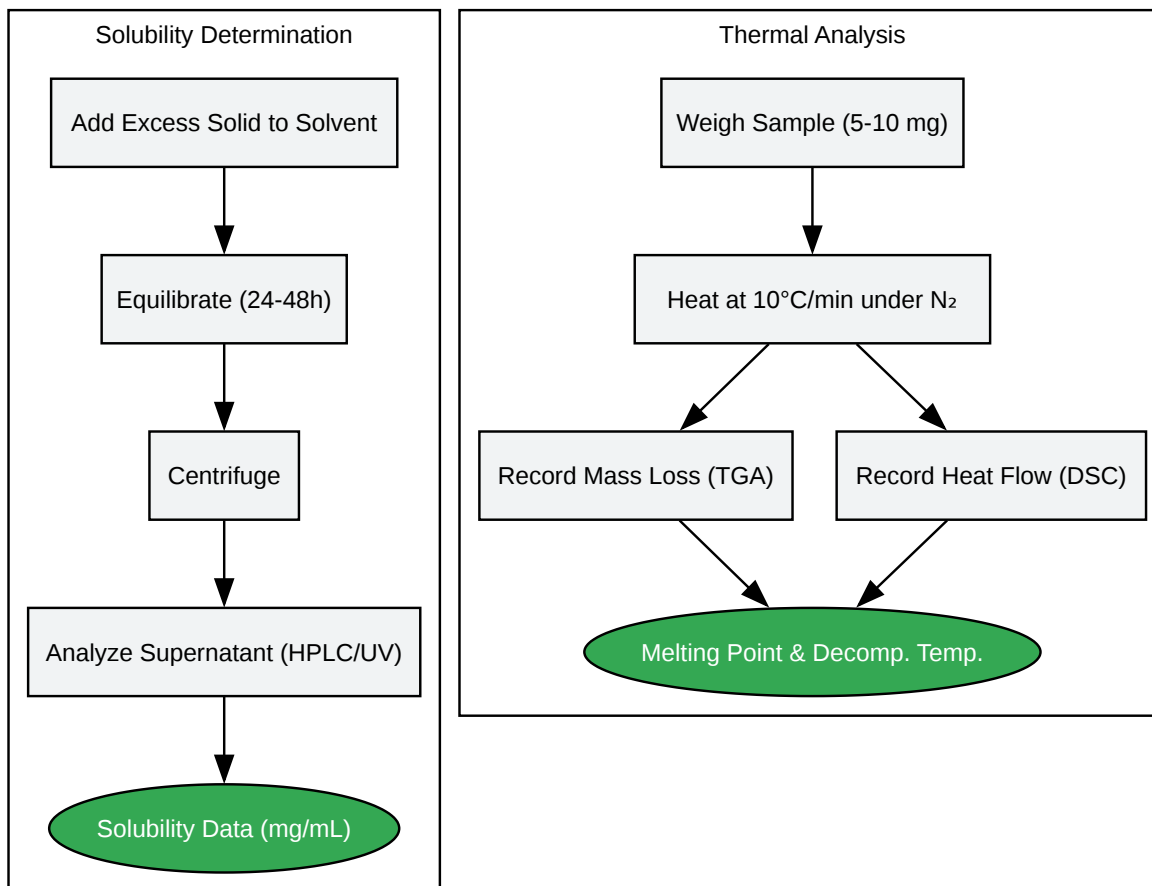 Solubility Determination
Add Excess Solid to Solvent
Equilibrate (24-48h)
Centrifuge
Analyze Supernatant (HPLC/UV)
Solubility Data (mg/mL)
Thermal Analysis
Weigh Sample (5-10 mg)
Heat at 10°C/min under N₂
Record Mass Loss (TGA)
Record Heat Flow (DSC)
Melting Point & Decomp. Temp.